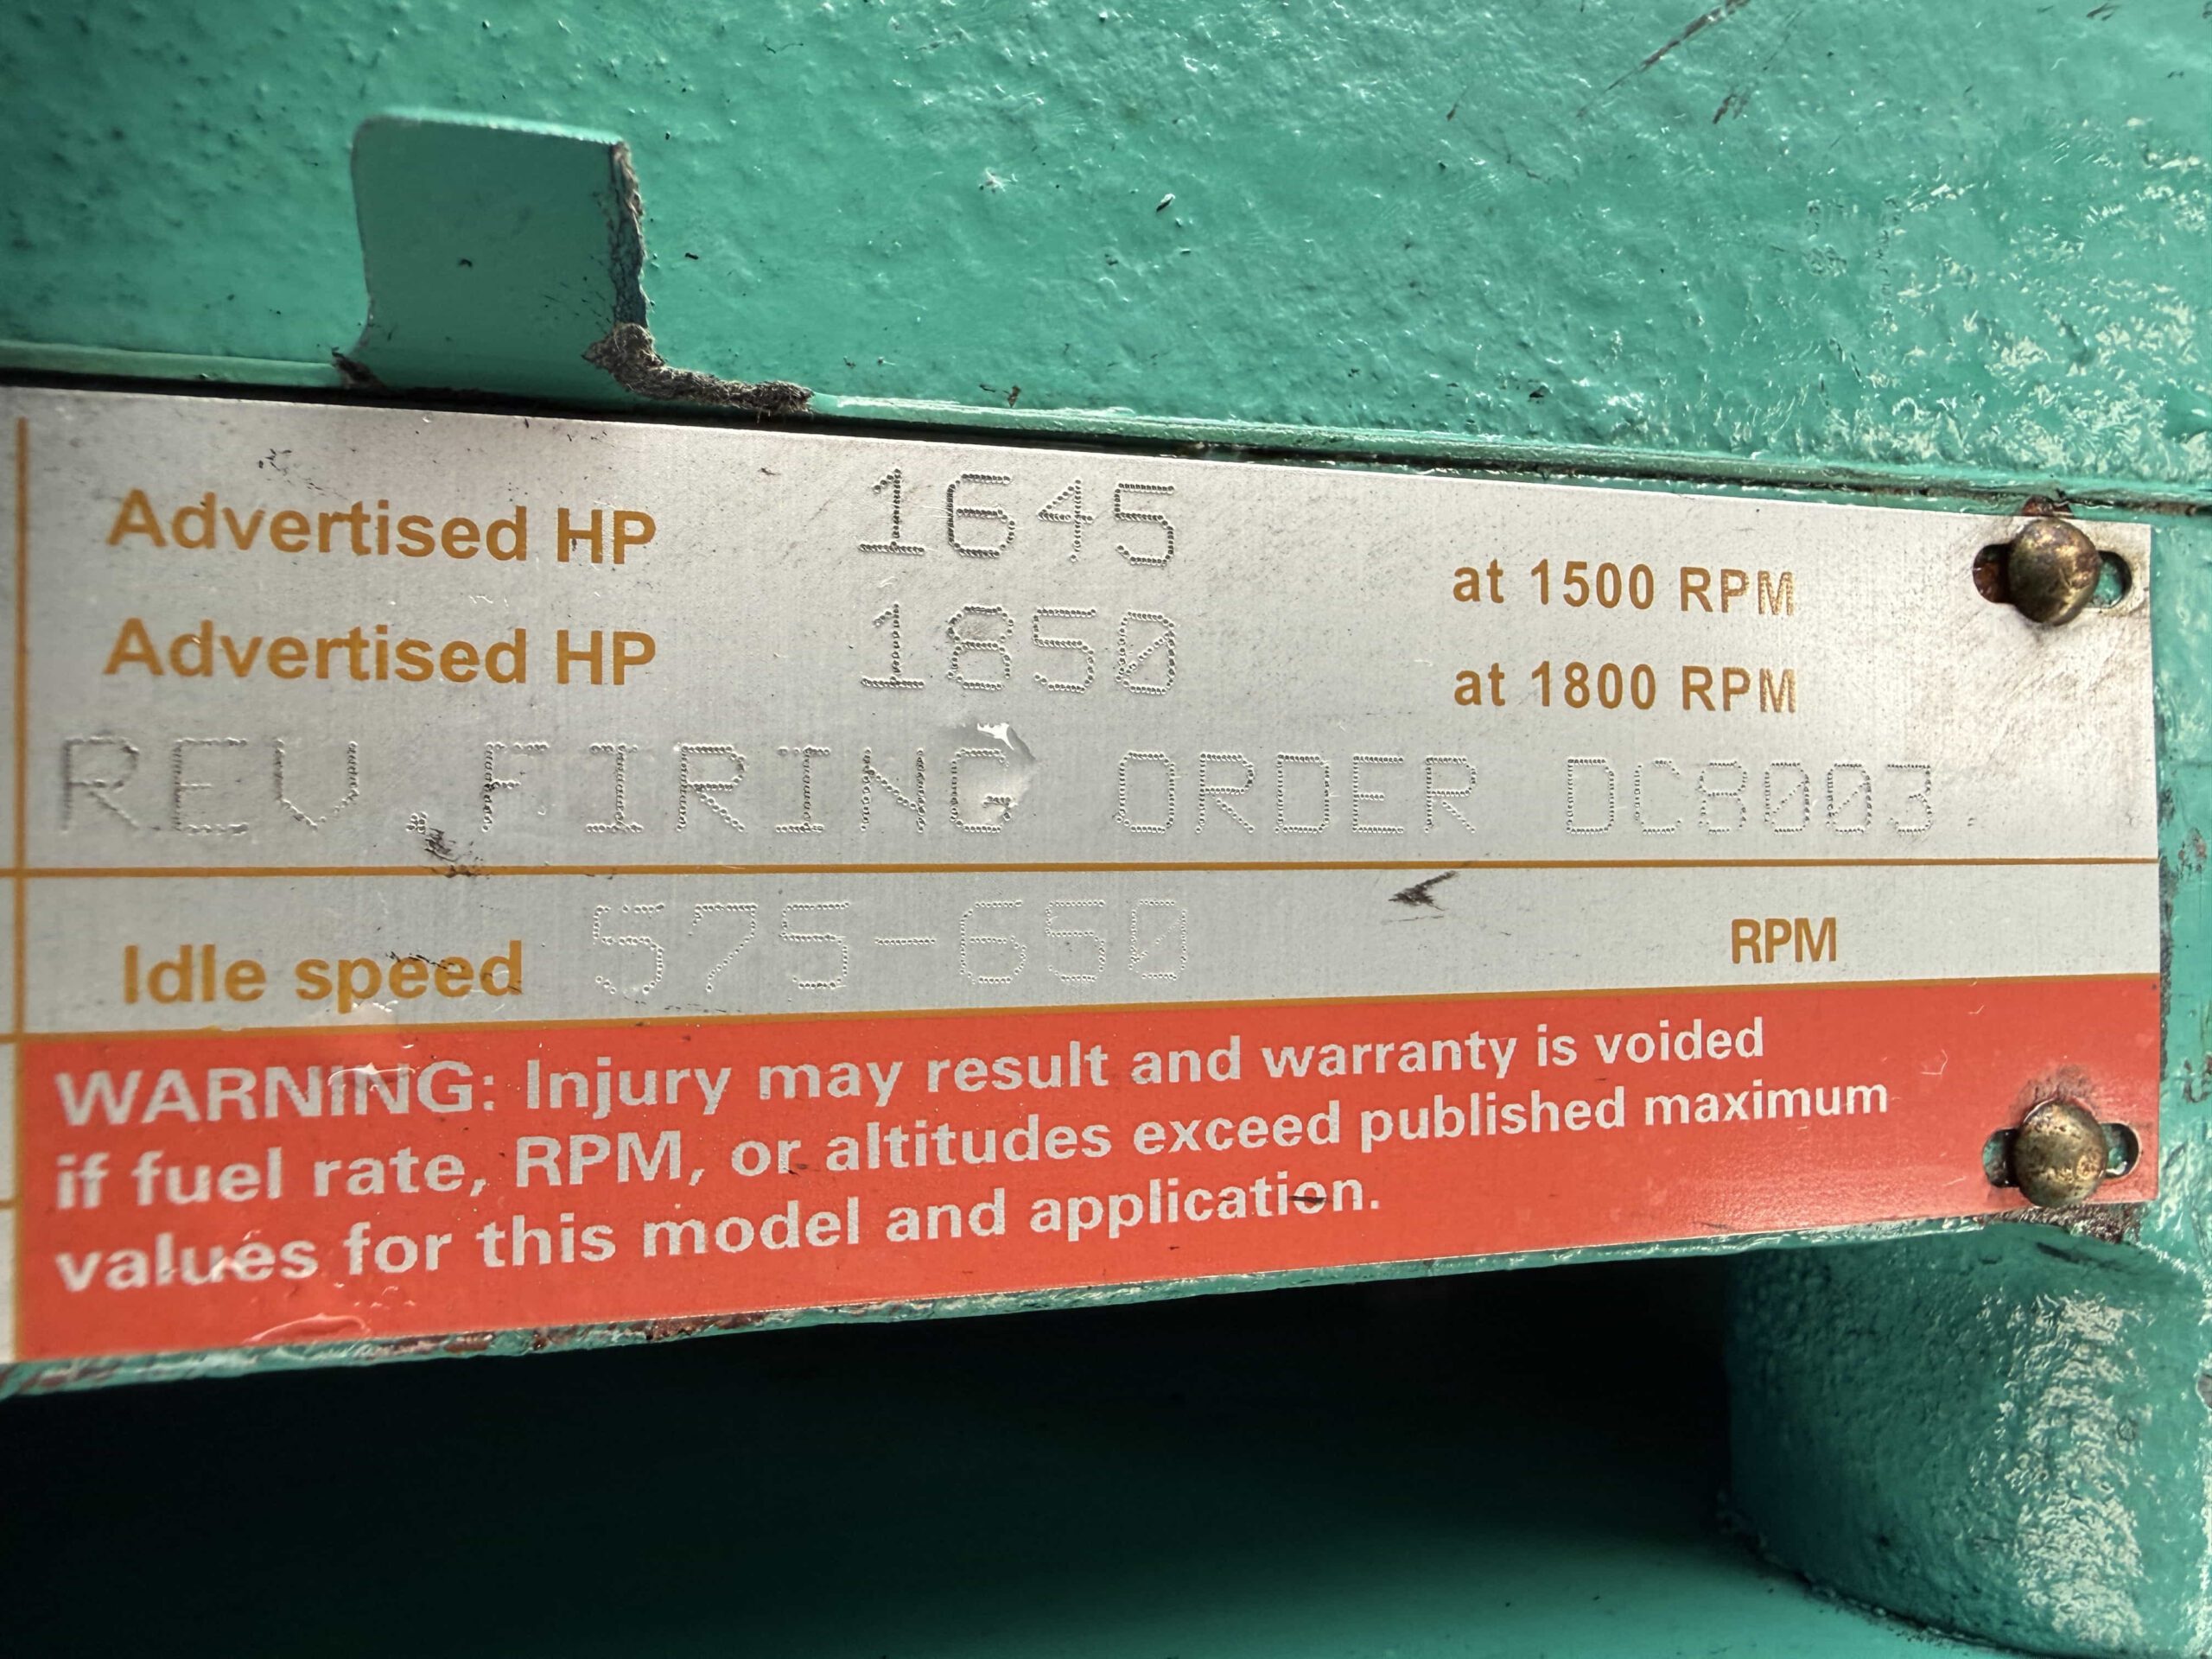 Advertised HP 1645 at 1500 RPM
Advertised HP 1850 at 1800 RPM
REV.FIRING ORDER DC8003.
Idle speed 575-650 RPM
WARNING: Injury may result and warranty is voided
if fuel rate, RPM, or altitudes exceed published maximum
values for this model and application.